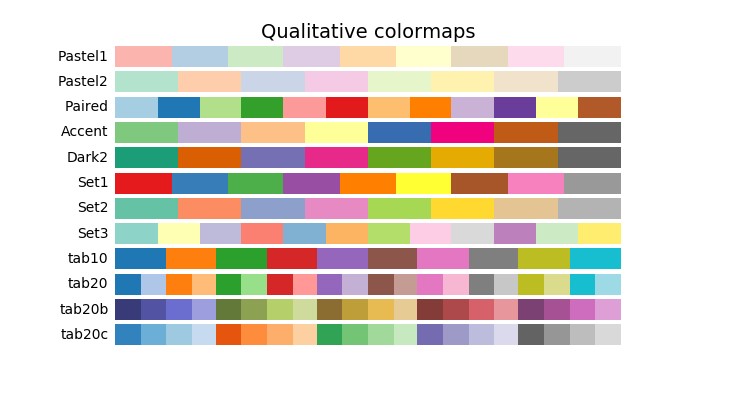 Qualitative colormaps
Pastel1
Pastel2
Paired
Accent
Dark2
Set1
Set2
Set3
tab10
tab20
tab20b
tab20c